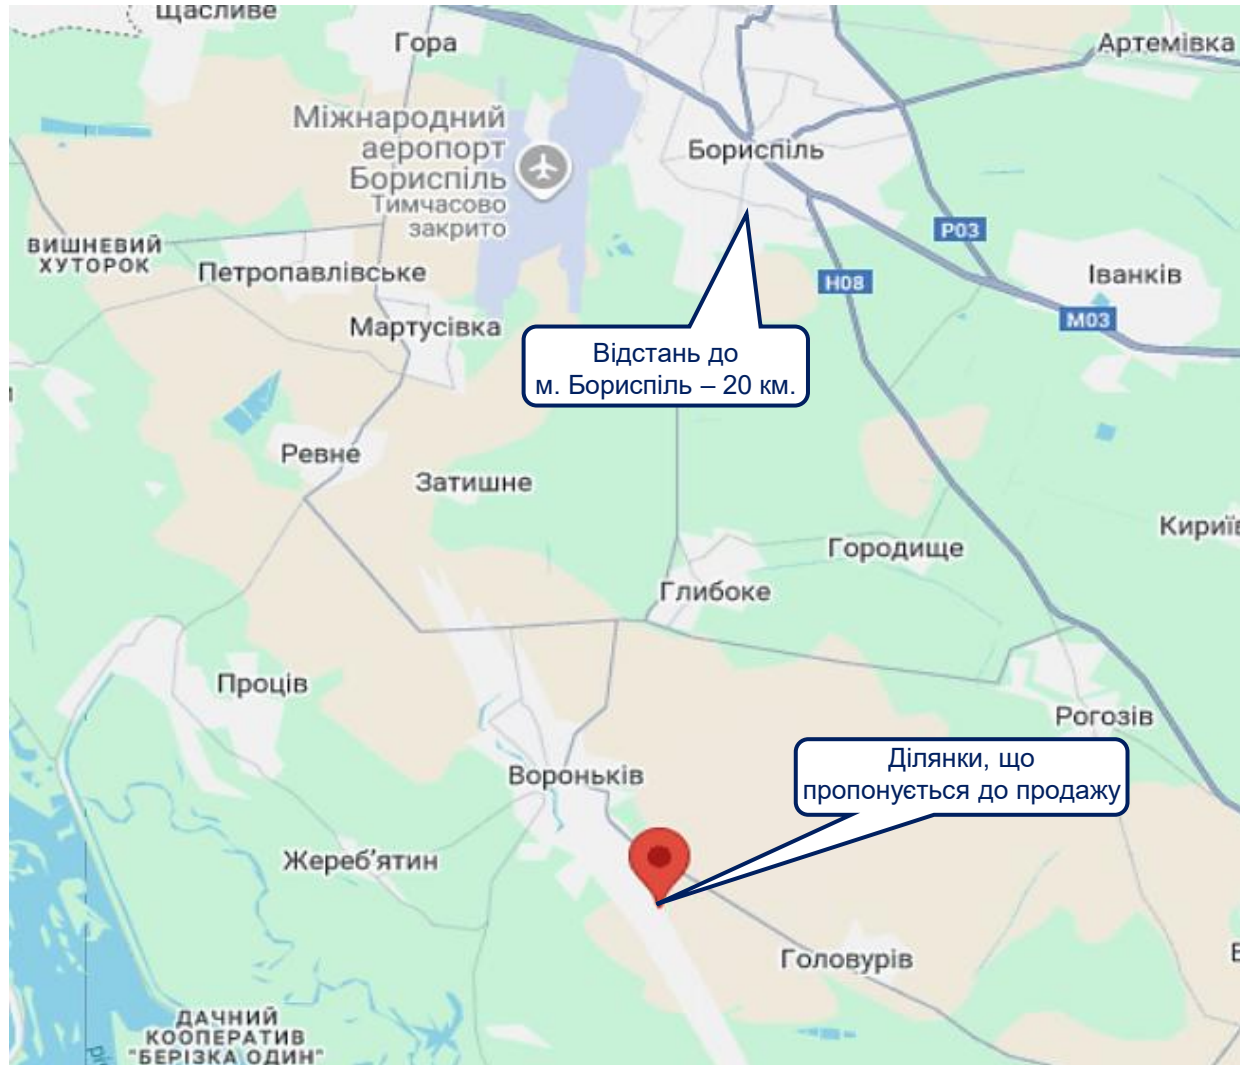 Щасливе
Гора
Артемівка
Міжнародний
аеропорт
Бориспіль
Тимчасово
закрито
Бориспіль
Р03
ВИШНЕВИЙ
ХУТОРОК
Петропавлівське
Н08
Іванків
М03
Мартусівка
Відстань до
м. Бориспіль – 20 км.
Ревне
Затишне
Кириїв
Городище
Глибоке
Проців
Рогозів
Вороньків
Ділянки, що
пропонується до продажу
Жереб'ятин
Головурів
ДАЧНИЙ
КООПЕРАТИВ
"БЕРІЗКА ОДИН"